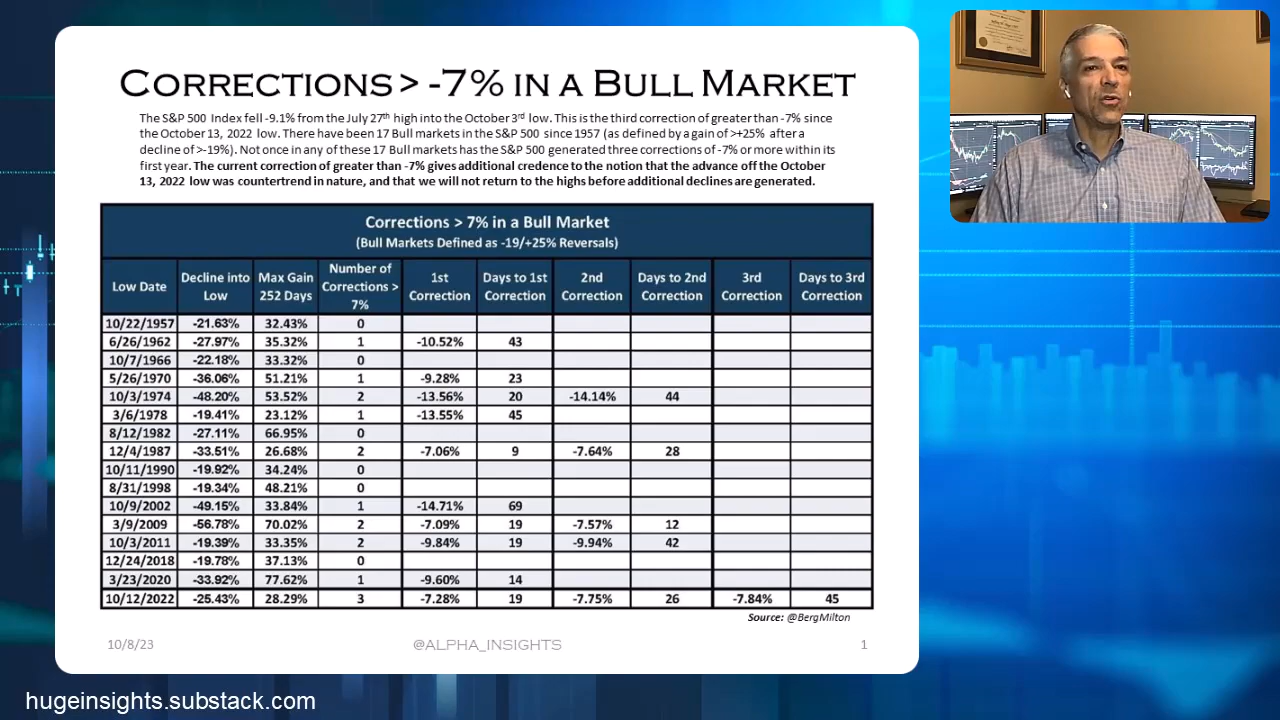 CORRECTIONS > -7% IN A BULL MARKET
The S&P 500 Index fell -9.1% from the July 27th high into the October 3rd low. This is the third correction of greater than -7% since
the October 13, 2022 low. There have been 17 Bull markets in the S&P 500 since 1957 (as defined by a gain of >+25% after a
decline of >-19%). Not once in any of these 17 Bull markets has the S&P 500 generated three corrections of -7% or more within its
first year. The current correction of greater than -7% gives additional credence to the notion that the advance off the October
13, 2022 low was countertrend in nature, and that we will not return to the highs before additional declines are generated.
Corrections > 7% in a Bull Market
(Bull Markets Defined as -19/+25% Reversals)
Low Date Decline into Low Max Gain 252 Days Number of Corrections > 7% 1st Correction Days to 1st Correction 2nd Correction Days to 2nd Correction 3rd Correction Days to 3rd Correction
10/22/1957 -21.63% 32.43% 0
6/26/1962 -27.97% 35.32% 1 -10.52% 43
10/7/1966 -22.18% 33.32% 0
5/26/1970 -36.06% 51.21% 1 -9.28% 23
10/3/1974 -48.20% 53.52% 2 -13.56% 20 -14.14% 44
3/6/1978 -19.41% 23.12% 1 -13.55% 45
8/12/1982 -27.11% 66.95% 0
12/4/1987 -33.51% 26.68% 2 -7.06% 9 -7.64% 28
10/11/1990 -19.92% 34.24% 0
8/31/1998 -19.34% 48.21% 0
10/9/2002 -49.15% 33.84% 1 -14.71% 69
3/9/2009 -56.78% 70.02% 2 -7.09% 19 -7.57% 12
10/3/2011 -19.39% 33.35% 2 -9.84% 19 -9.94% 42
12/24/2018 -19.78% 37.13% 0
3/23/2020 -33.92% 77.62% 1 -9.60% 14
10/12/2022 -25.43% 28.29% 3 -7.28% 19 -7.75% 26 -7.84% 45
Source: @BergMilton
10/8/23 @ALPHA_INSIGHTS 1
hugeinsights.substack.com